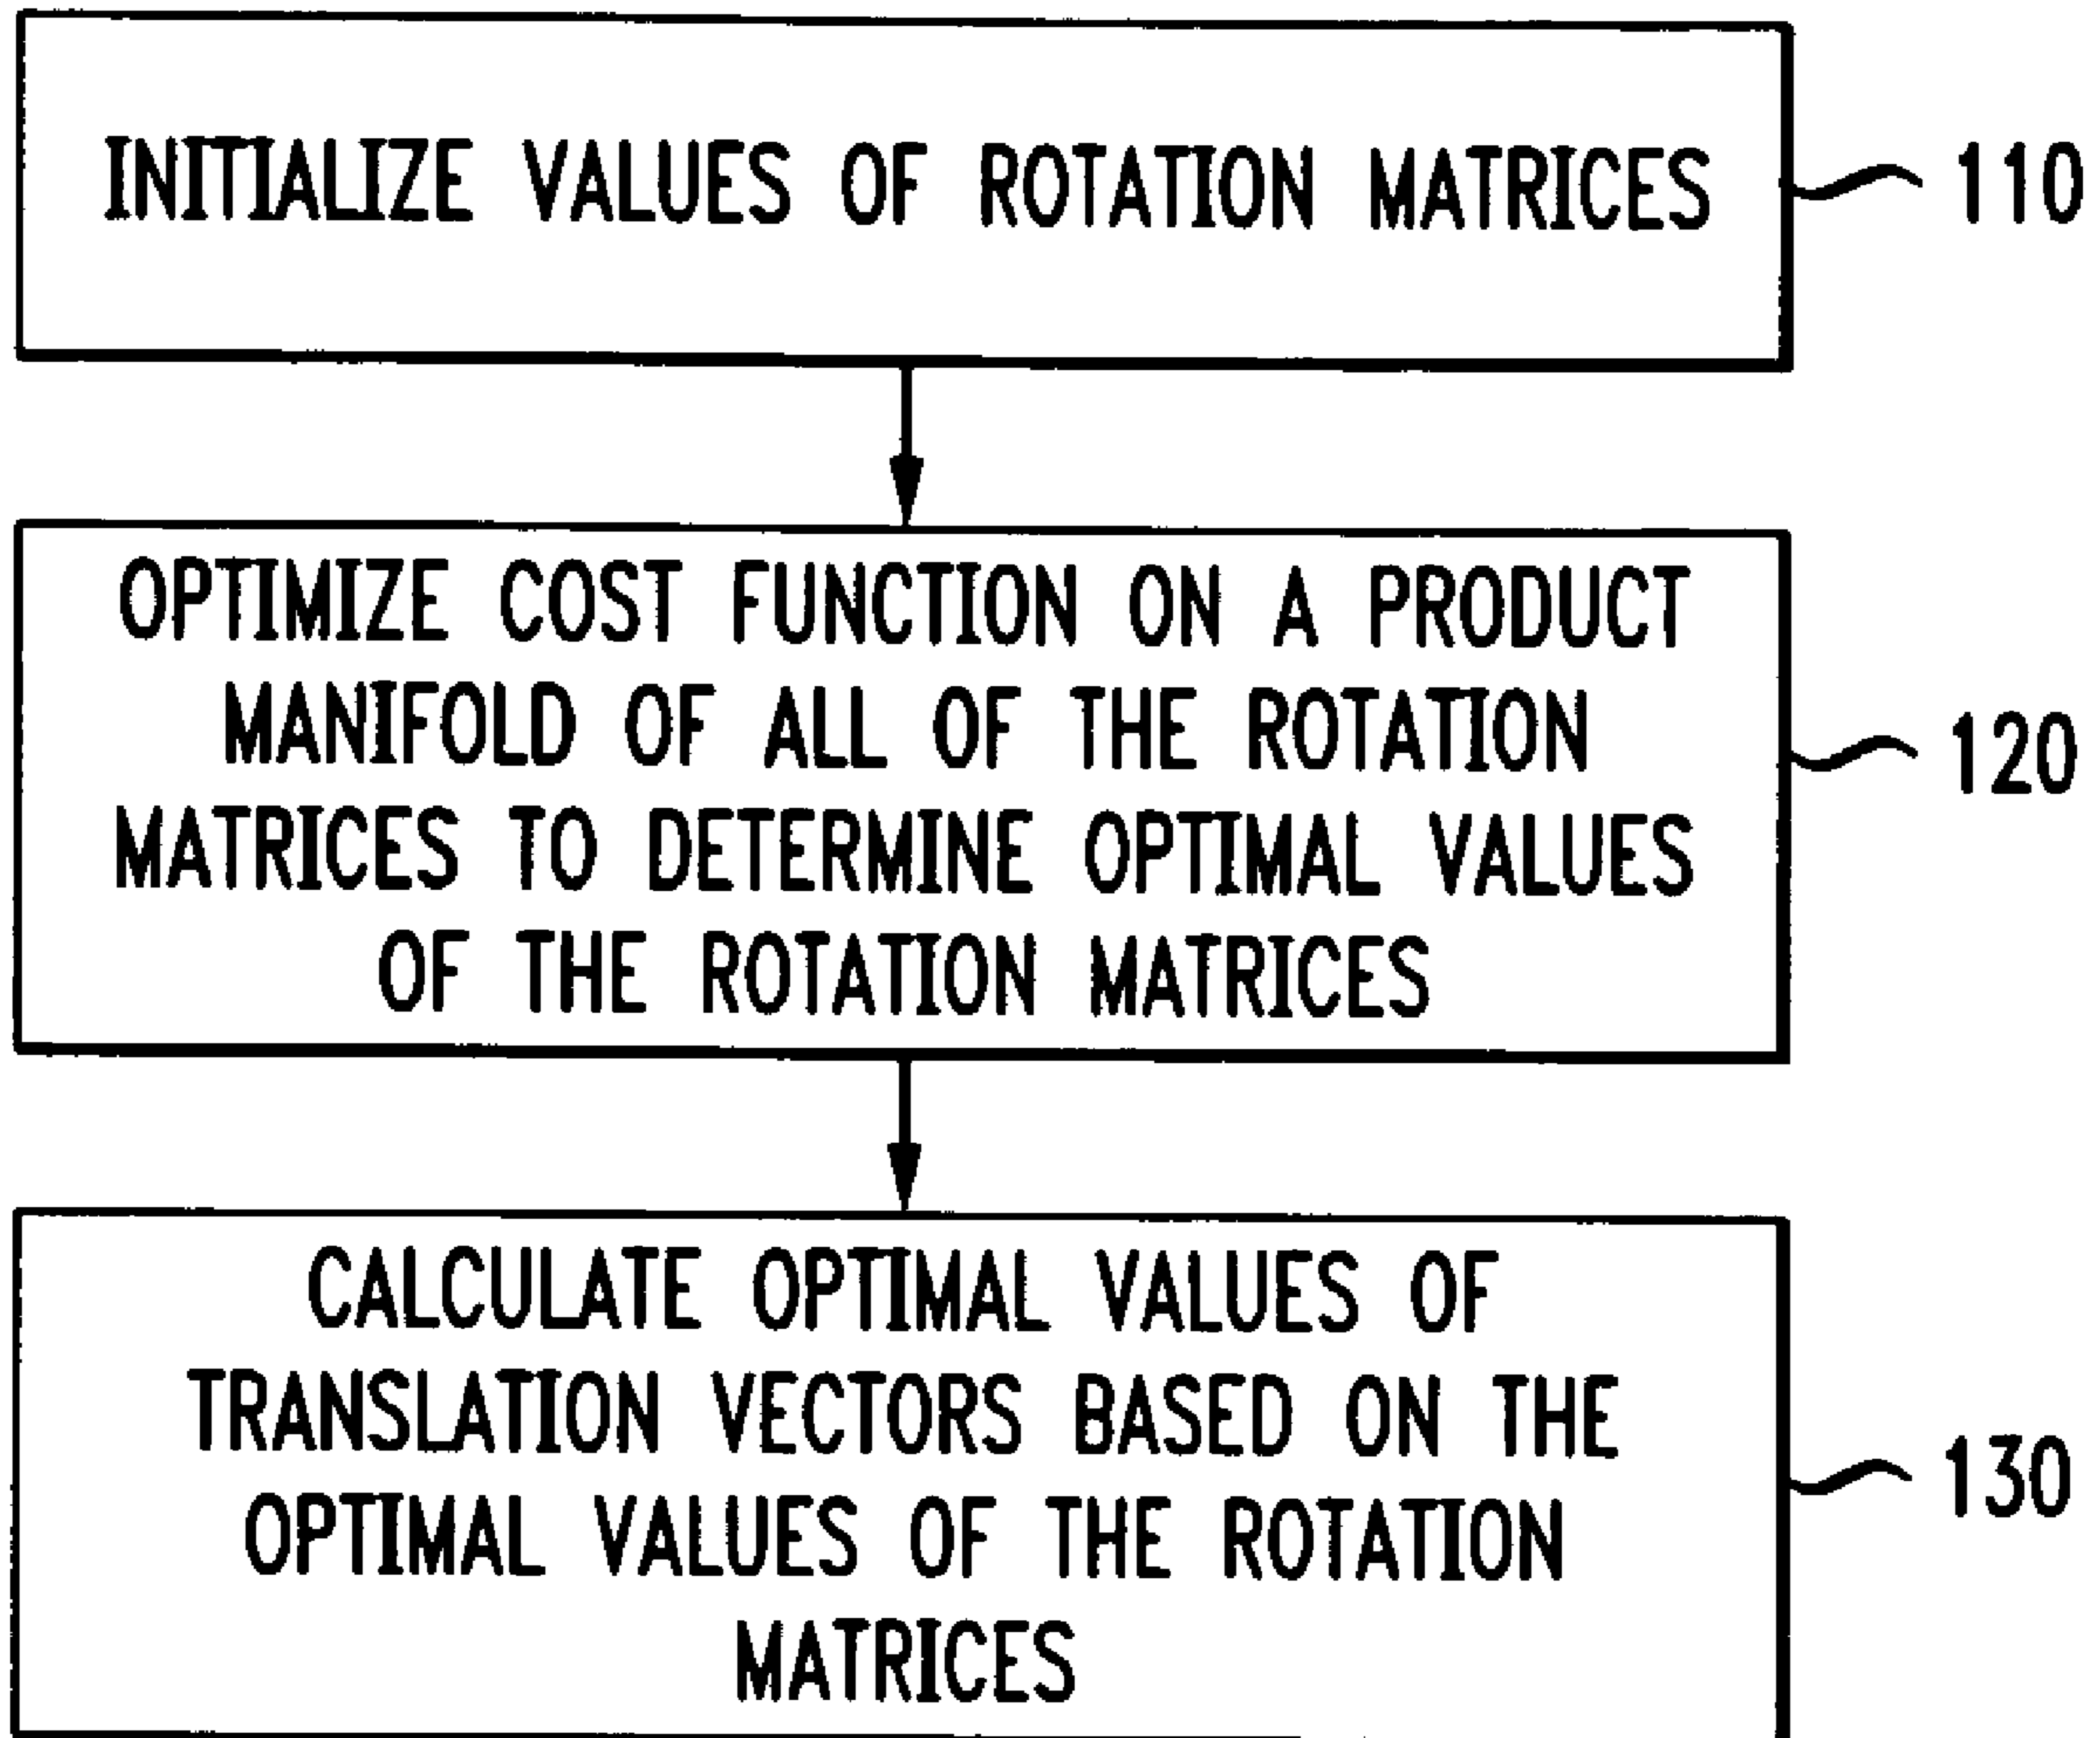 INITIALIZE VALUES OF ROTATION MATRICES
110
OPTIMIZE COST FUNCTION ON A PRODUCT
MANIFOLD OF ALL OF THE ROTATION
MATRICES TO DETERMINE OPTIMAL VALUES
OF THE ROTATION MATRICES
120
CALCULATE OPTIMAL VALUES OF
TRANSLATION VECTORS BASED ON THE
OPTIMAL VALUES OF THE ROTATION
MATRICES
130